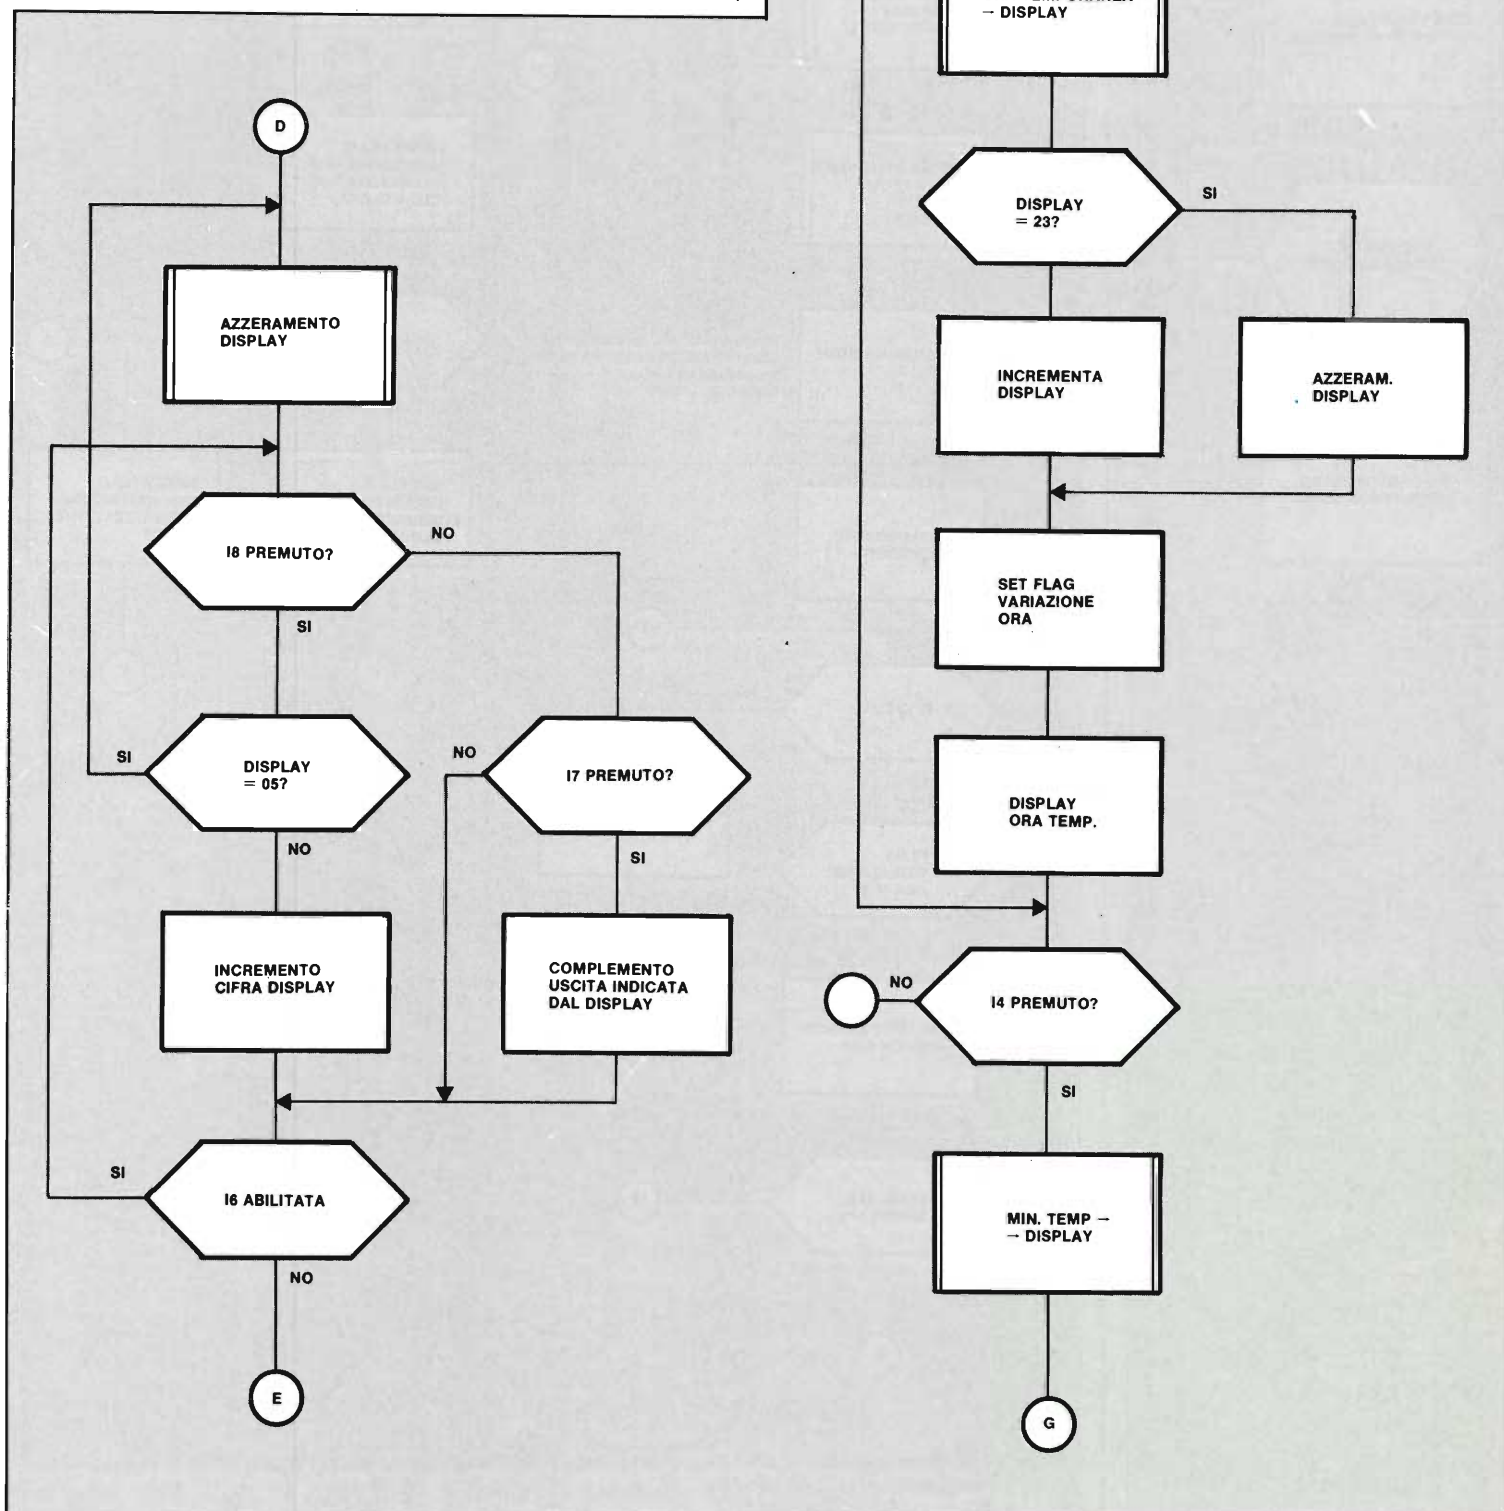 D
AZZERAMENTO
DISPLAY
I8 PREMUTO?
NO
SI
DISPLAY
= 05?
SI
NO
I7 PREMUTO?
NO
SI
INCREMENTO
CIFRA DISPLAY
COMPLEMENTO
USCITA INDICATA
DAL DISPLAY
I6 ABILITATA
SI
NO
E
→ DISPLAY
DISPLAY
= 23?
SI
INCREMENTA
DISPLAY
AZZERAM.
DISPLAY
SET FLAG
VARIAZIONE
ORA
DISPLAY
ORA TEMP.
I4 PREMUTO?
NO
SI
MIN. TEMP →
→ DISPLAY
G